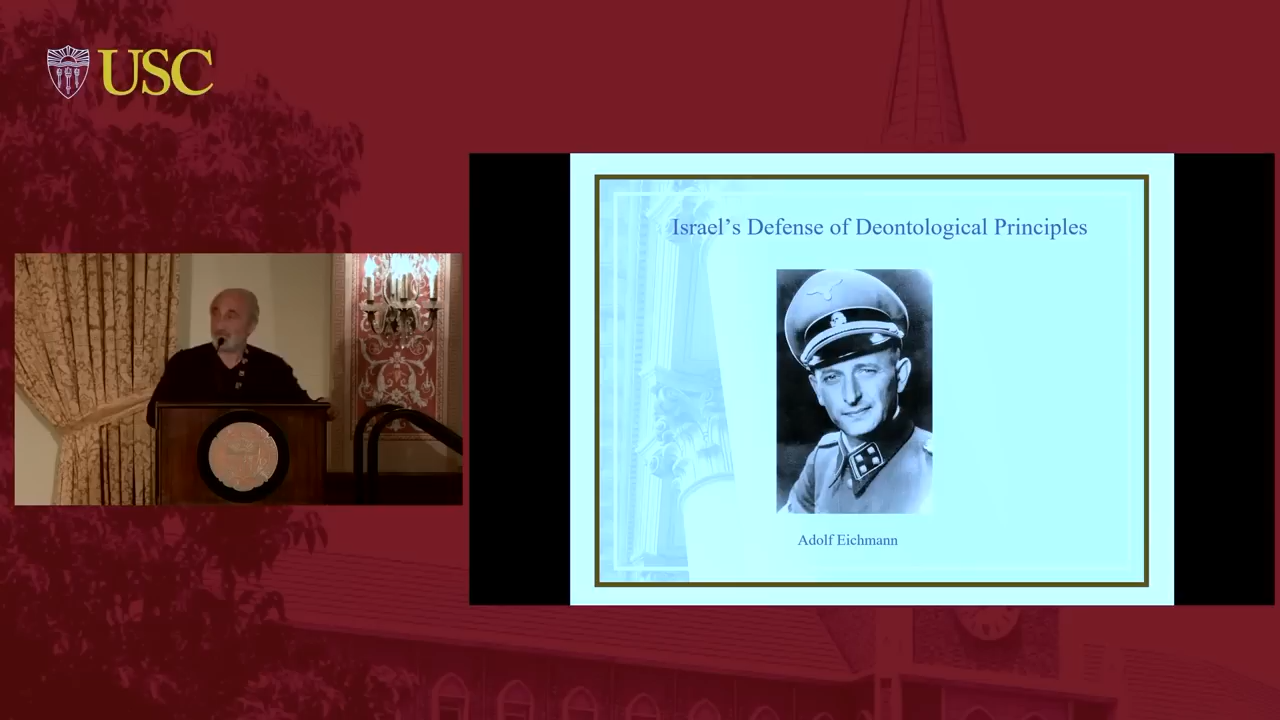 USC
Israel's Defense of Deontological Principles
Adolf Eichmann